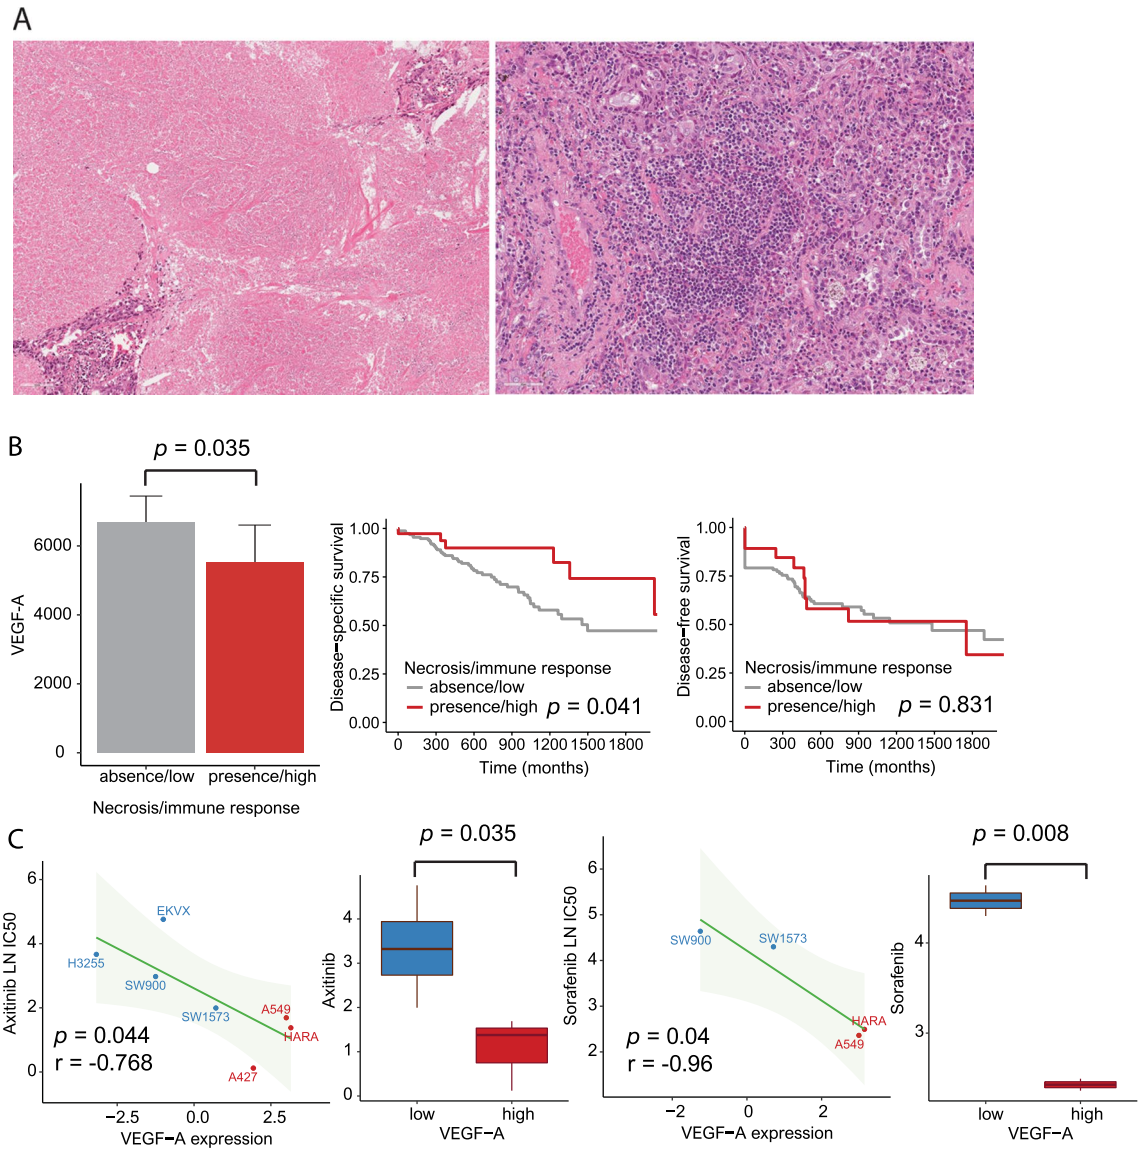 A
B
p = 0.035
6000
4000
2000
0
VEGF-A
absence/low presence/high
Necrosis/immune response
1.00
0.75
0.50
0.25
0.00
Disease−specific survival
Necrosis/immune response
absence/low
presence/high
p = 0.041
0 300 600 900 1200 1500 1800
Time (months)
1.00
0.75
0.50
0.25
0.00
Disease−free survival
Necrosis/immune response
absence/low
presence/high
p = 0.831
0 300 600 900 1200 1500 1800
Time (months)
C
6
4
2
0
Axitinib LN IC50
EKVX
H3255
SW900
SW1573
A549
HARA
A427
p = 0.044
r = -0.768
−2.5 0.0 2.5
VEGF−A expression
p = 0.035
4
3
2
1
0
Axitinib
low high
VEGF−A
6
5
4
3
2
Sorafenib LN IC50
SW900
SW1573
HARA
A549
p = 0.04
r = -0.96
−2 0 2
VEGF−A expression
p = 0.008
4
3
Sorafenib
low high
VEGF−A